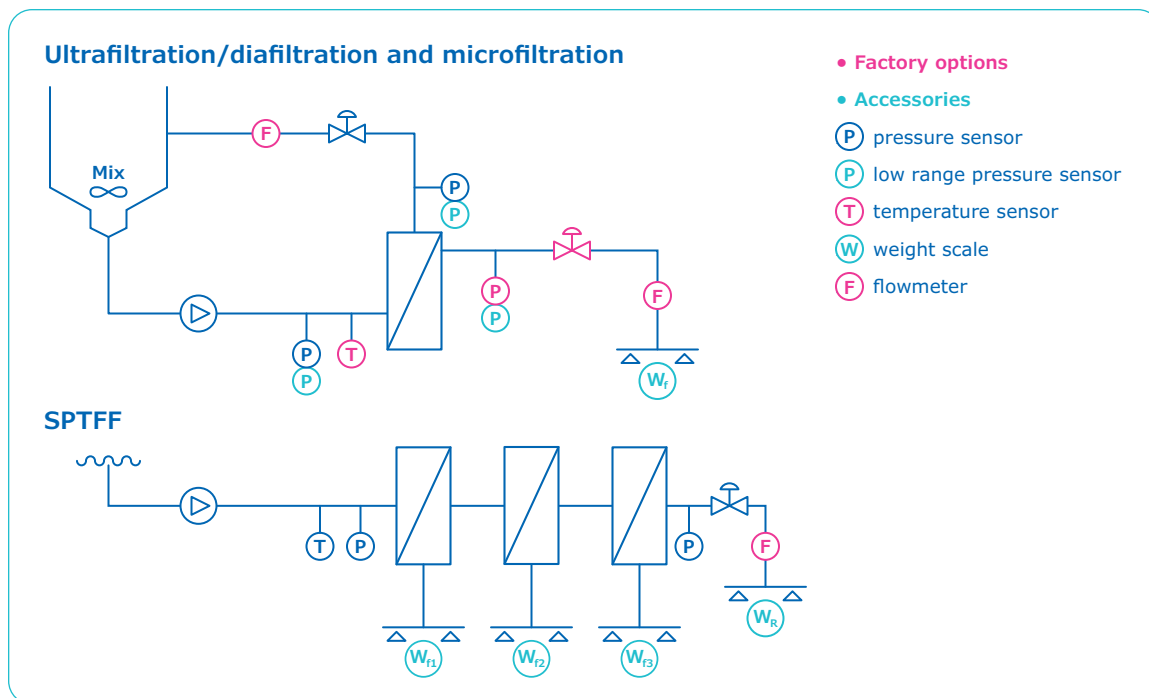 Ultrafiltration/diafiltration and microfiltration
• Factory options
• Accessories
P pressure sensor
P low range pressure sensor
T temperature sensor
W weight scale
F flowmeter
F
Mix
P
P
P
P
F
P
T
P
Wf
SPTFF
T
P
P
F
WR
Wf1
Wf2
Wf3